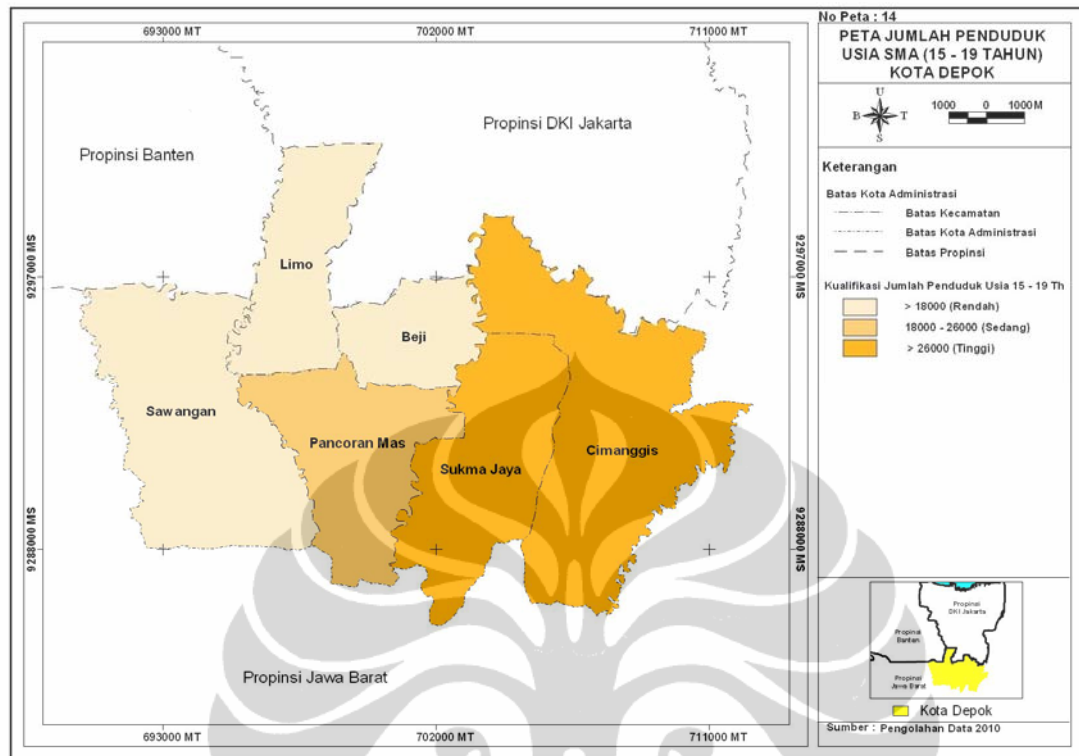 No Peta : 14
693000 MT
702000 MT
711000 MT
PETA JUMLAH PENDUDUK
USIA SMA (15 - 19 TAHUN)
KOTA DEPOK
U
B
T
S
1000 0 1000 M
Propinsi DKI Jakarta
Propinsi Banten
Keterangan
Batas Kota Administrasi
Batas Kecamatan
Batas Kota Administrasi
Batas Propinsi
Limo
9297000 MS
9297000 MS
Kualifikasi Jumlah Penduduk Usia 15 - 19 Th
> 18000 (Rendah)
18000 - 26000 (Sedang)
> 26000 (Tinggi)
Beji
Sawangan
Pancoran Mas
Sukma Jaya
Cimanggis
9288000 MS
9288000 MS
Propinsi
DKI Jakarta
Propinsi
Banten
Propinsi
Jawa Barat
Propinsi Jawa Barat
Kota Depok
Sumber : Pengolahan Data 2010
693000 MT
702000 MT
711000 MT